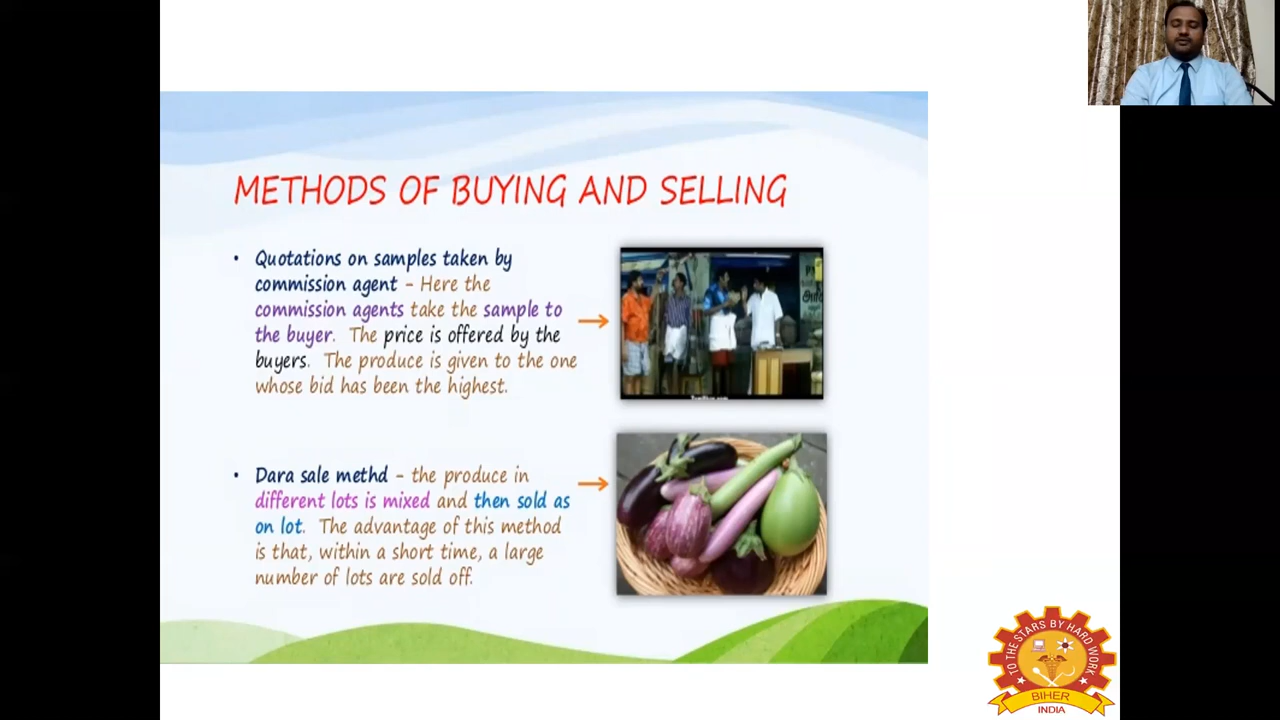 METHODS OF BUYING AND SELLING
• Quotations on samples taken by
commission agent – Here the
commission agents take the sample to
the buyer. The price is offered by the
buyers. The produce is given to the one
whose bid has been the highest.
• Dara sale methd – the produce in
different lots is mixed and then sold as
on lot. The advantage of this method
is that, within a short time, a large
number of lots are sold off.
TO THE STARS BY HARD WORK
BIHER
INDIA